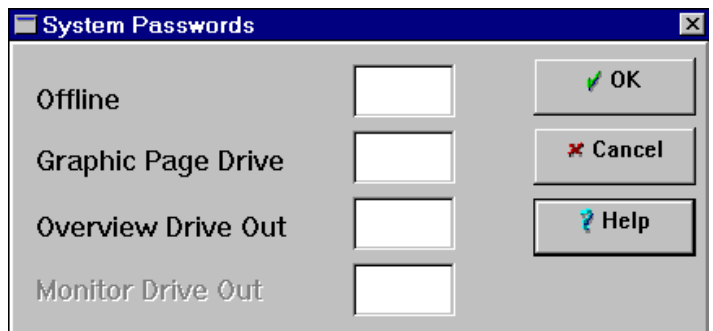 System Passwords
Offline
OK
Graphic Page Drive
Cancel
Overview Drive Out
Help
Monitor Drive Out